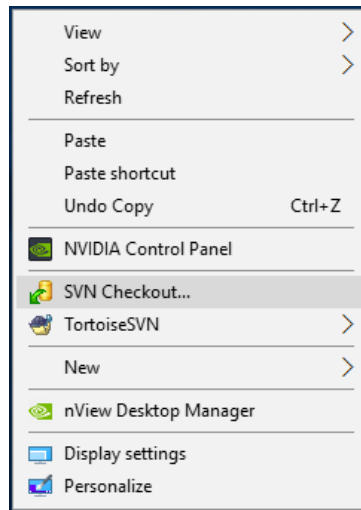 View
Sort by
Refresh
Paste
Paste shortcut
Undo Copy Ctrl+Z
NVIDIA Control Panel
SVN Checkout...
TortoiseSVN
New
nView Desktop Manager
Display settings
Personalize